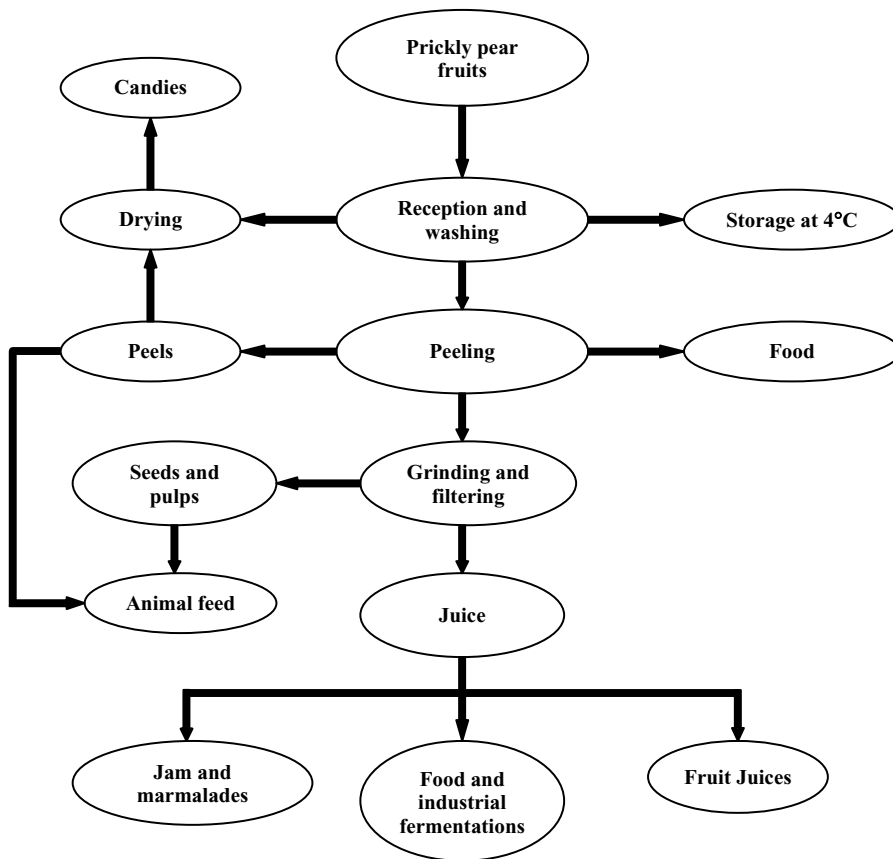 Prickly pear
fruits
Candies
Drying
Reception and
washing
Storage at 4°C
Peels
Peeling
Food
Seeds and
pulps
Grinding and
filtering
Animal feed
Juice
Jam and
marmalades
Food and
industrial
fermentations
Fruit Juices